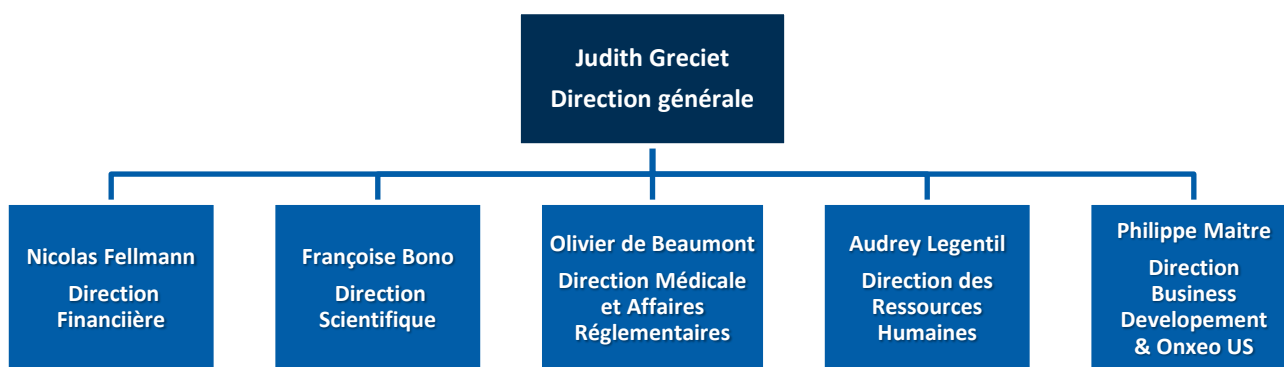 Judith Greciet
Direction générale
Nicolas Fellmann
Direction
Financiière
Françoise Bono
Direction
Scientifique
Olivier de Beaumont
Direction Médicale
et Affaires
Réglementaires
Audrey Legentil
Direction des
Ressources
Humaines
Philippe Maitre
Direction
Business
Developement
& Onxeo US